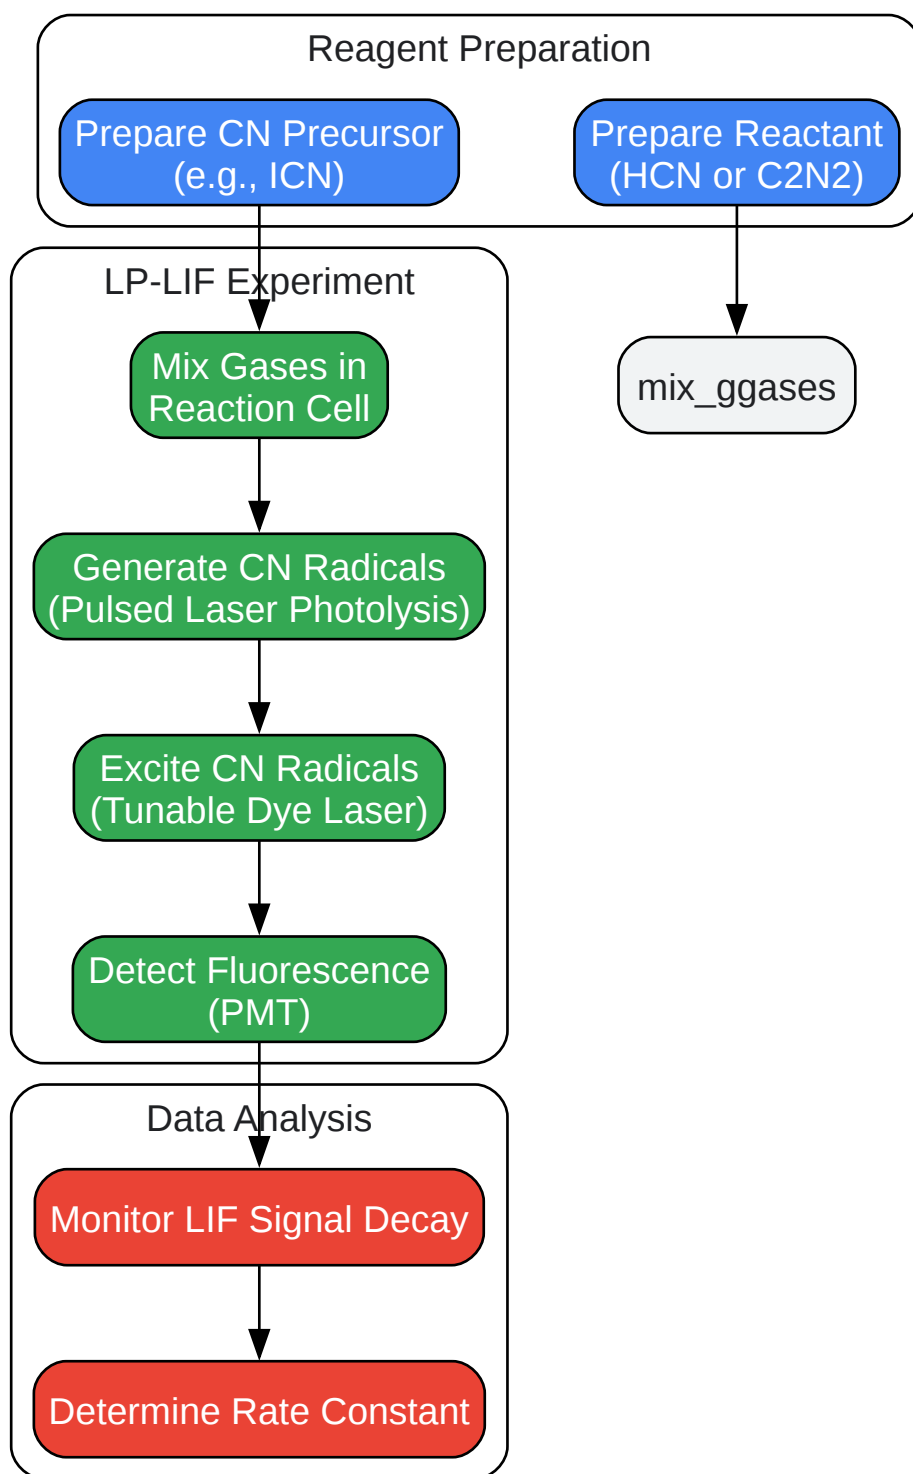 Reagent Preparation
Prepare CN Precursor
(e.g., ICN)
Prepare Reactant
(HCN or C2N2)
LP-LIF Experiment
Mix Gases in
Reaction Cell
mix_ggases
Generate CN Radicals
(Pulsed Laser Photolysis)
Excite CN Radicals
(Tunable Dye Laser)
Detect Fluorescence
(PMT)
Data Analysis
Monitor LIF Signal Decay
Determine Rate Constant